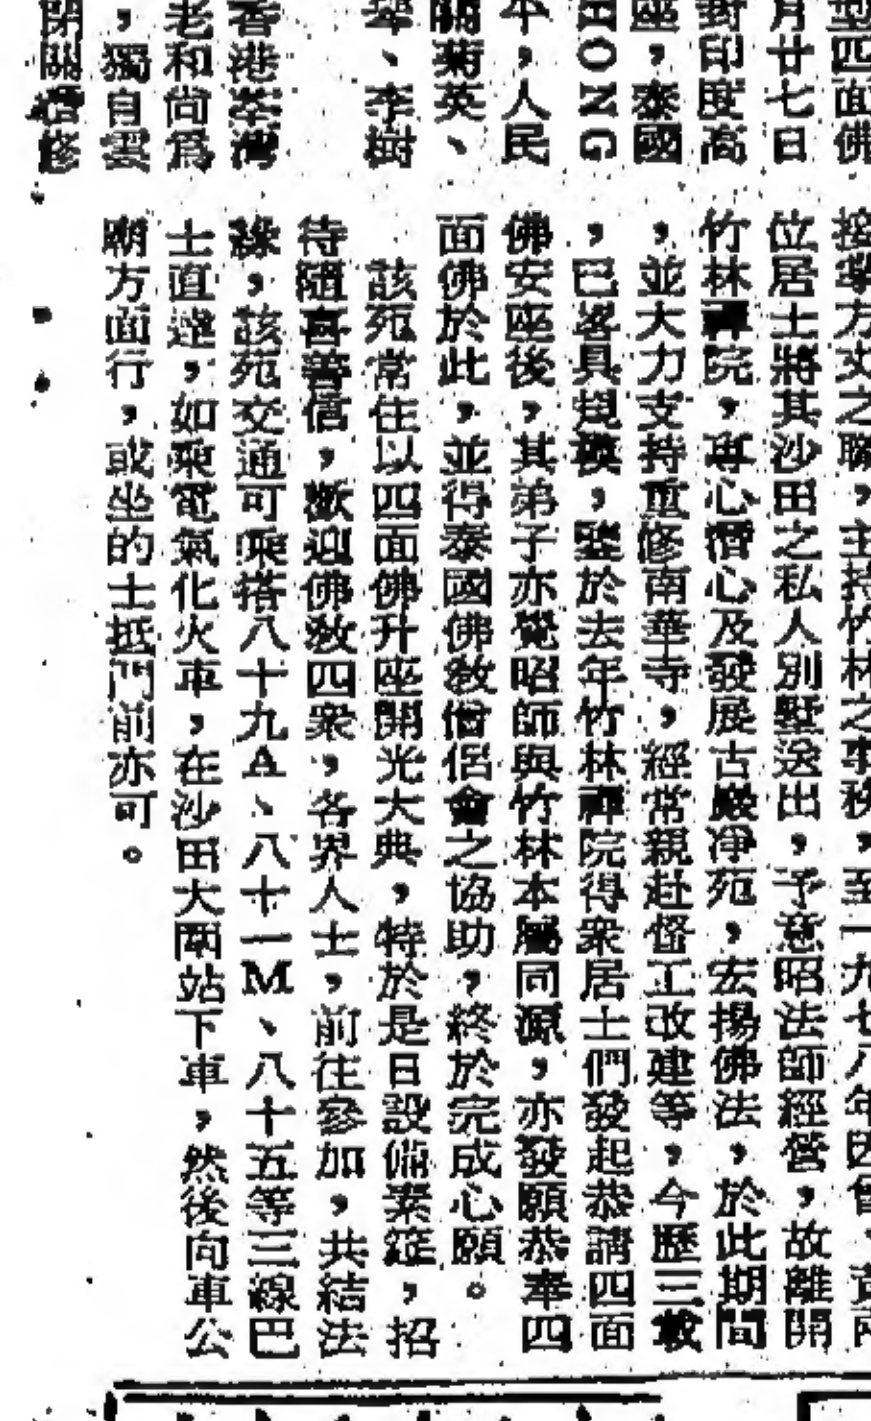 型四面佛
月廿七日
封印度高
座，泰國
HONG
本，人民
關菊英、
李樹
香港荃灣
老和尚爲
，獨自雲
閉關潛修
方丈之職，主持竹林之事務，至一九七八年因曾、黃兩
位居士將其沙田之私人別墅送出，予意昭法師經營，故離開
竹林禪院，專心潛心及發展古巖淨苑，宏揚佛法，於此期間
，並大力支持重修南華寺，經常親赴督工改建等，今歷三載
，已畧具規模，鑒於去年竹林禪院得衆居士們發起恭請四面
佛安座後，其弟子亦覺昭師與竹林本屬同源，亦發願恭奉四
面佛於此，並得泰國佛教僧侶會之協助，終於完成心願。
該苑常住以四面佛升座開光大典，特於是日設備素筵，招
待隨喜善信，歡迎佛教四衆，各界人士，前往參加，共結法
緣，該苑交通可乘搭八十九A、八十一M、八十五等三線巴
士直達，如乘電氣化火車，在沙田大圍站下車，然後向車公
廟方面行，或坐的士抵門前亦可。